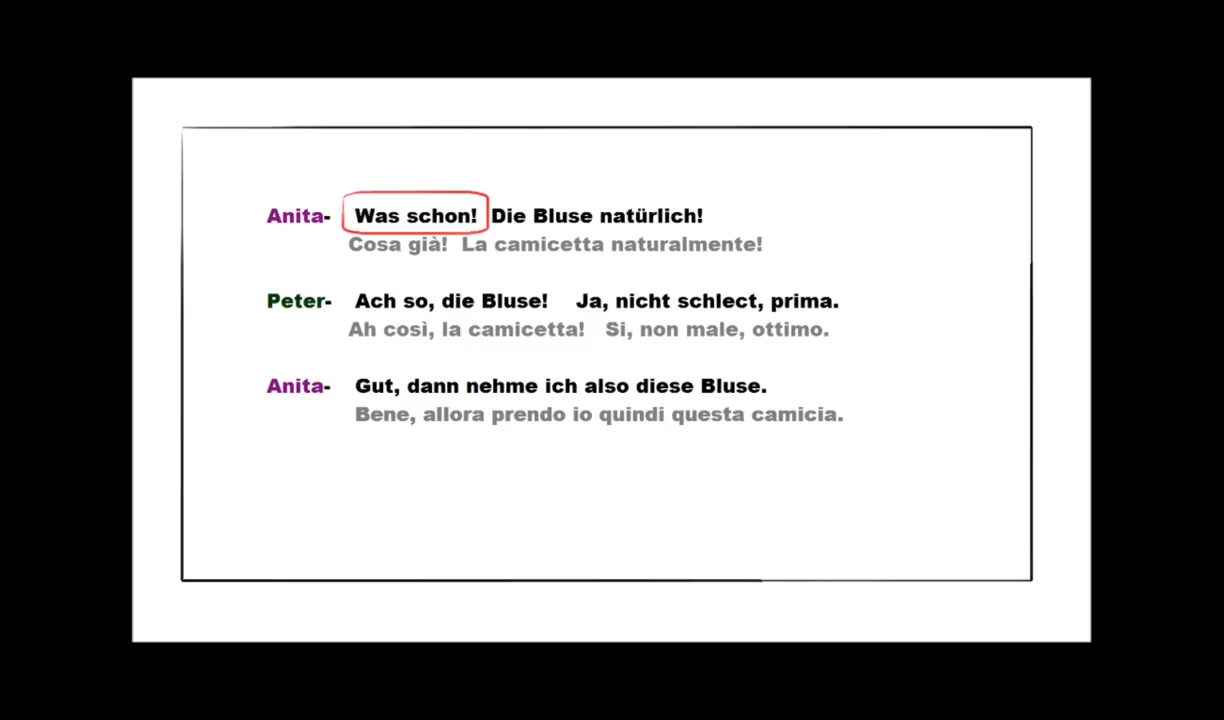 Anita- Was schon! Die Bluse natürlich!
Cosa già! La camicetta naturalmente!
Peter- Ach so, die Bluse! Ja, nicht schlect, prima.
Ah così, la camicetta! Si, non male, ottimo.
Anita- Gut, dann nehme ich also diese Bluse.
Bene, allora prendo io quindi questa camicia.